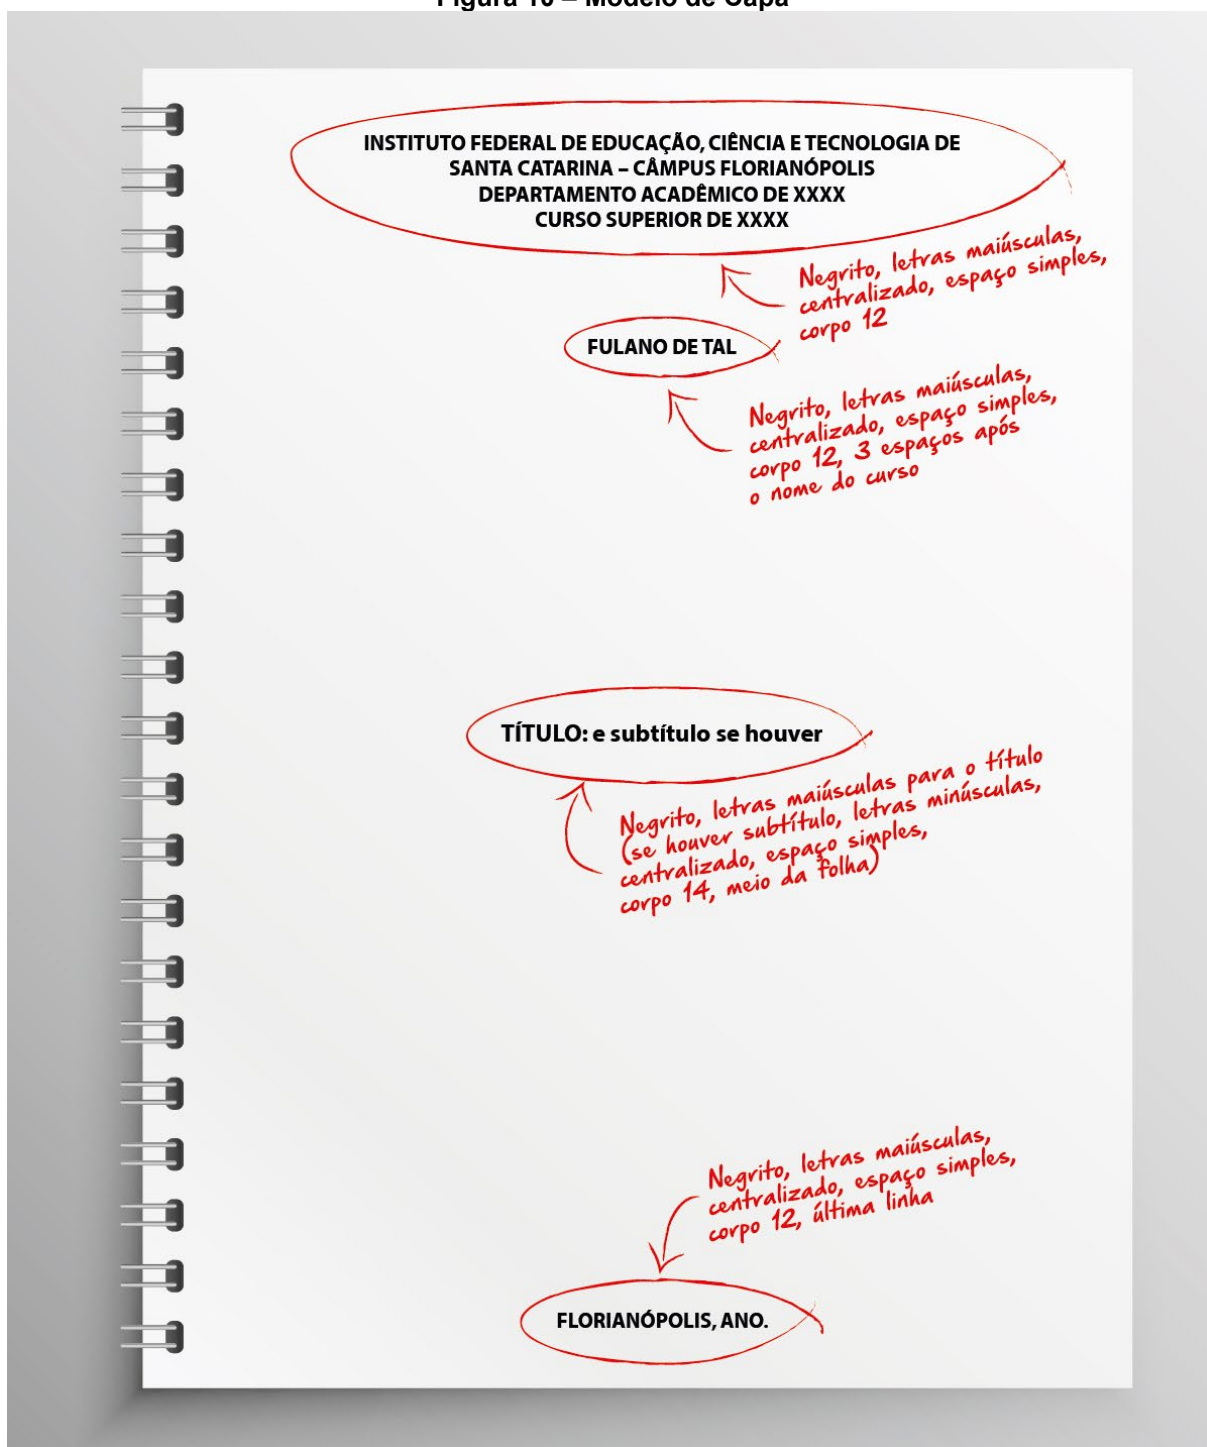 Figura 10 – Modelo de Capa
INSTITUTO FEDERAL DE EDUCAÇÃO, CIÊNCIA E TECNOLOGIA DE
SANTA CATARINA – CÂMPUS FLORIANÓPOLIS
DEPARTAMENTO ACADÊMICO DE XXXX
CURSO SUPERIOR DE XXXX
Negrito, letras maiúsculas,
centralizado, espaço simples,
corpo 12
FULANO DE TAL
Negrito, letras maiúsculas,
centralizado, espaço simples,
corpo 12, 3 espaços após
o nome do curso
TÍTULO: e subtítulo se houver
Negrito, letras maiúsculas para o título
(se houver subtítulo, letras minúsculas,
centralizado, espaço simples,
corpo 14, meio da folha)
Negrito, letras maiúsculas,
centralizado, espaço simples,
corpo 12, última linha
FLORIANÓPOLIS, ANO.